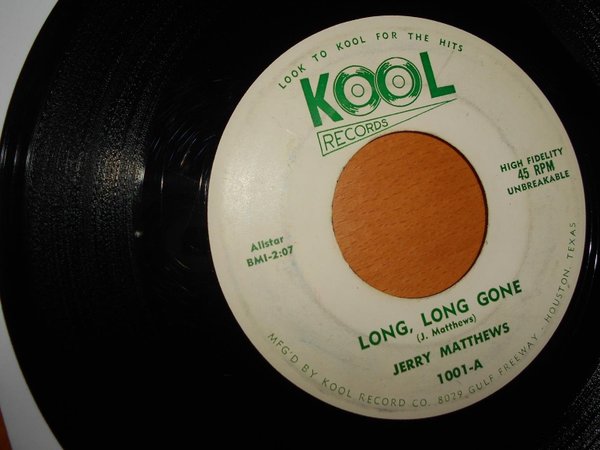 LOOK TO KOOL FOR THE HITS
KOOL
RECORDS
HIGH FIDELITY
45 RPM
UNBREAKABLE
Allstar
BMI-2:07
LONG, LONG GONE
(J. Matthews)
JERRY MATTHEWS
1001-A
MFG'D BY KOOL RECORD CO. 8029 GULF FREEWAY - HOUSTON, TEXAS